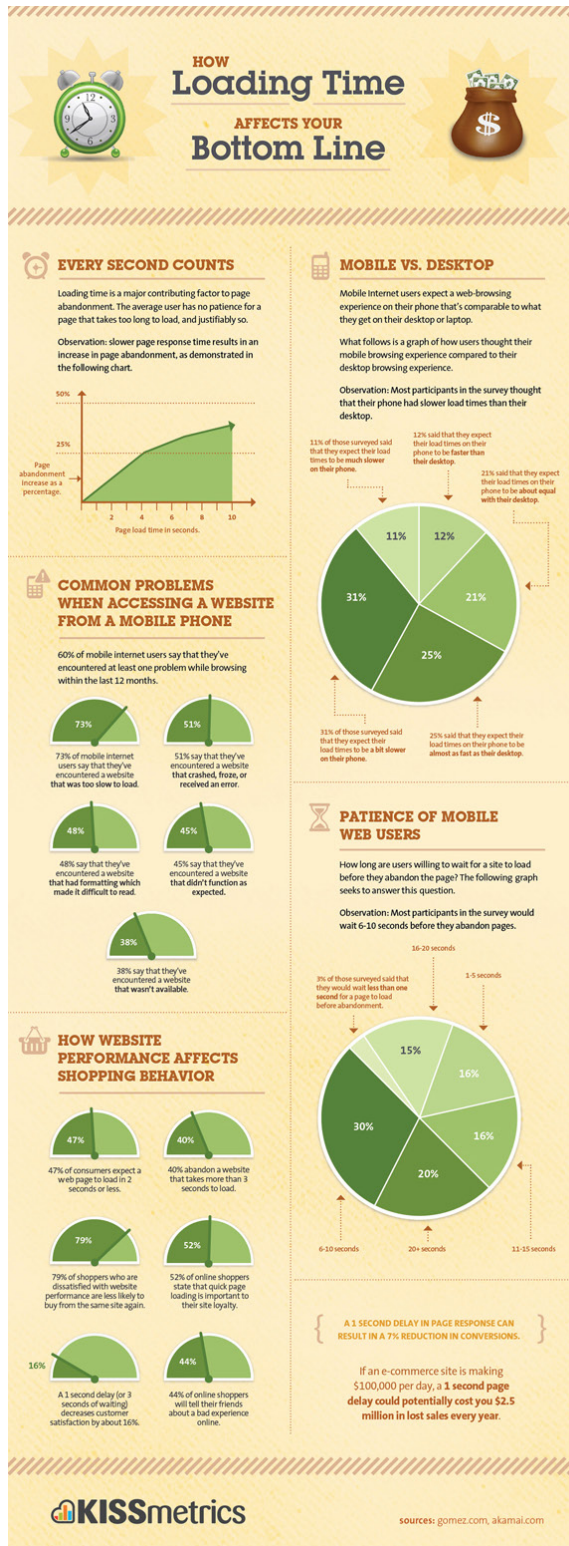 HOW
Loading Time
AFFECTS YOUR
Bottom Line
12
3
9
$
EVERY SECOND COUNTS
Loading time is a major contributing factor to page
abandonment. The average user has no patience for a
page that takes too long to load, and justifiably so.
Observation: slower page response time results in an
increase in page abandonment, as demonstrated in
the following chart.
50%
25%
Page
abandonment
increase as a
percentage.
2 4 6 8 10
Page load time in seconds.
COMMON PROBLEMS
WHEN ACCESSING A WEBSITE
FROM A MOBILE PHONE
60% of mobile internet users say that they've
encountered at least one problem while browsing
within the last 12 months.
73%
73% of mobile internet
users say that they've
encountered a website
that was too slow to load.
51%
51% say that they've
encountered a website
that crashed, froze, or
received an error.
48%
48% say that they've
encountered a website
that had formatting which
made it difficult to read.
45%
45% say that they've
encountered a website
that didn't function as
expected.
38%
38% say that they've
encountered a website
that wasn't available.
HOW WEBSITE
PERFORMANCE AFFECTS
SHOPPING BEHAVIOR
47%
47% of consumers expect a
web page to load in 2
seconds or less.
40%
40% abandon a website
that takes more than 3
seconds to load.
79%
79% of shoppers who are
dissatisfied with website
performance are less likely to
buy from the same site again.
52%
52% of online shoppers
state that quick page
loading is important to
their site loyalty.
16%
A 1 second delay (or 3
seconds of waiting)
decreases customer
satisfaction by about 16%.
44%
44% of online shoppers
will tell their friends
about a bad experience
online.
MOBILE VS. DESKTOP
Mobile Internet users expect a web-browsing
experience on their phone that's comparable to what
they get on their desktop or laptop.
What follows is a graph of how users thought their
mobile browsing experience compared to their
desktop browsing experience.
Observation: Most participants in the survey thought
that their phone had slower load times than their
desktop.
11% of those surveyed said
that they expect their load
times to be much slower
on their phone.
12% said that they expect
their load times on their
phone to be faster than
their desktop.
21% said that they expect
their load times on their
phone to be about equal
with their desktop.
11%
12%
31%
21%
25%
31% of those surveyed said
that they expect their
load times to be a bit slower
on their phone.
25% said that they expect their
load times on their phone to be
almost as fast as their desktop.
PATIENCE OF MOBILE
WEB USERS
How long are users willing to wait for a site to load
before they abandon the page? The following graph
seeks to answer this question.
Observation: Most participants in the survey would
wait 6-10 seconds before they abandon pages.
16-20 seconds
3% of those surveyed said that
they would wait less than one
second for a page to load
before abandonment.
1-5 seconds
15%
16%
30%
16%
20%
6-10 seconds
20+ seconds
11-15 seconds
{ A 1 SECOND DELAY IN PAGE RESPONSE CAN
RESULT IN A 7% REDUCTION IN CONVERSIONS. }
If an e-commerce site is making
$100,000 per day, a 1 second page
delay could potentially cost you $2.5
million in lost sales every year.
KISSmetrics
sources: gomez.com, akamai.com